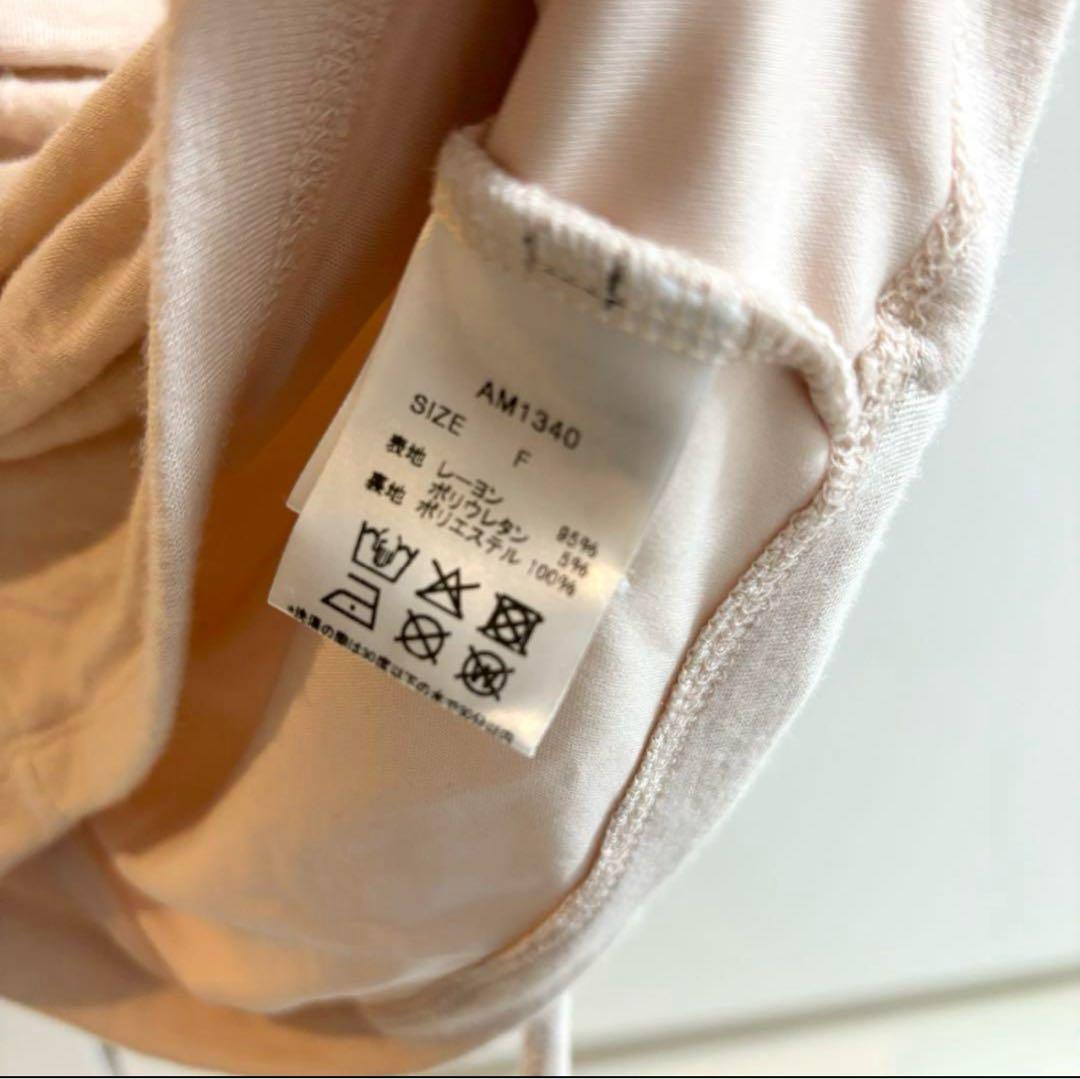 AM1340
SIZE F
表地 レーヨン 95%
ポリウレタン 5%
裏地 ポリエステル 100%